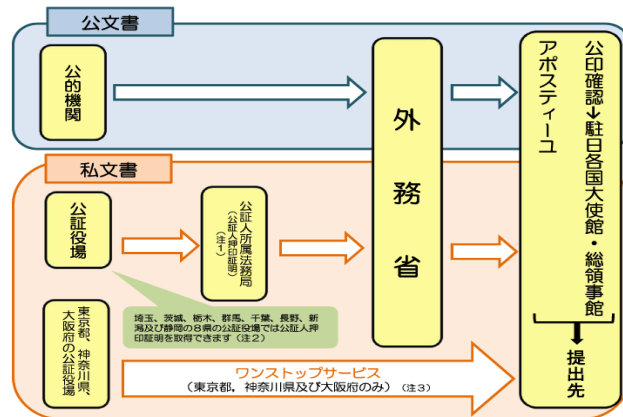 公文書
公的機関
外務省
公印確認➔駐日各国大使館・総領事館
アポスティーユ
提出先
私文書
公証役場
公証人所属法務局
(公証人押印証明)
(注1)
埼玉、茨城、栃木、群馬、千葉、長野、新
潟及び静岡の8県の公証役場では公証人押
印証明を取得できます(注2)
東京都、神奈川県、
大阪府の公証役場
ワンストップサービス
(東京都，神奈川県及び大阪府のみ) (注3)